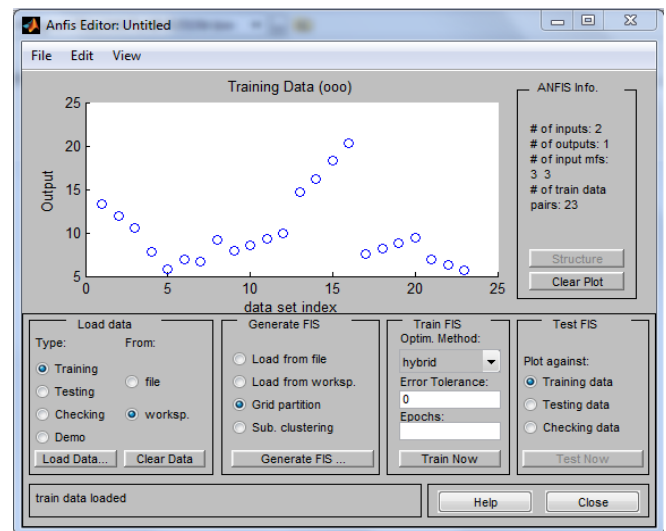 Anfis Editor: Untitled
File Edit View
Training Data (ooo)
25
20
15
10
5
Output
0 5 10 15 20 25
data set index
ANFIS Info.
# of inputs: 2
# of outputs: 1
# of input mfs:
3 3
# of train data
pairs: 23
Structure
Clear Plot
Load data
Type: From:
Training
Testing
Checking
Demo
file
worksp.
Load Data... Clear Data
Generate FIS
Load from file
Load from worksp.
Grid partition
Sub. clustering
Generate FIS ...
Train FIS
Optim. Method:
hybrid
Error Tolerance:
0
Epochs:
Train Now
Test FIS
Plot against:
Training data
Testing data
Checking data
Test Now
train data loaded
Help Close